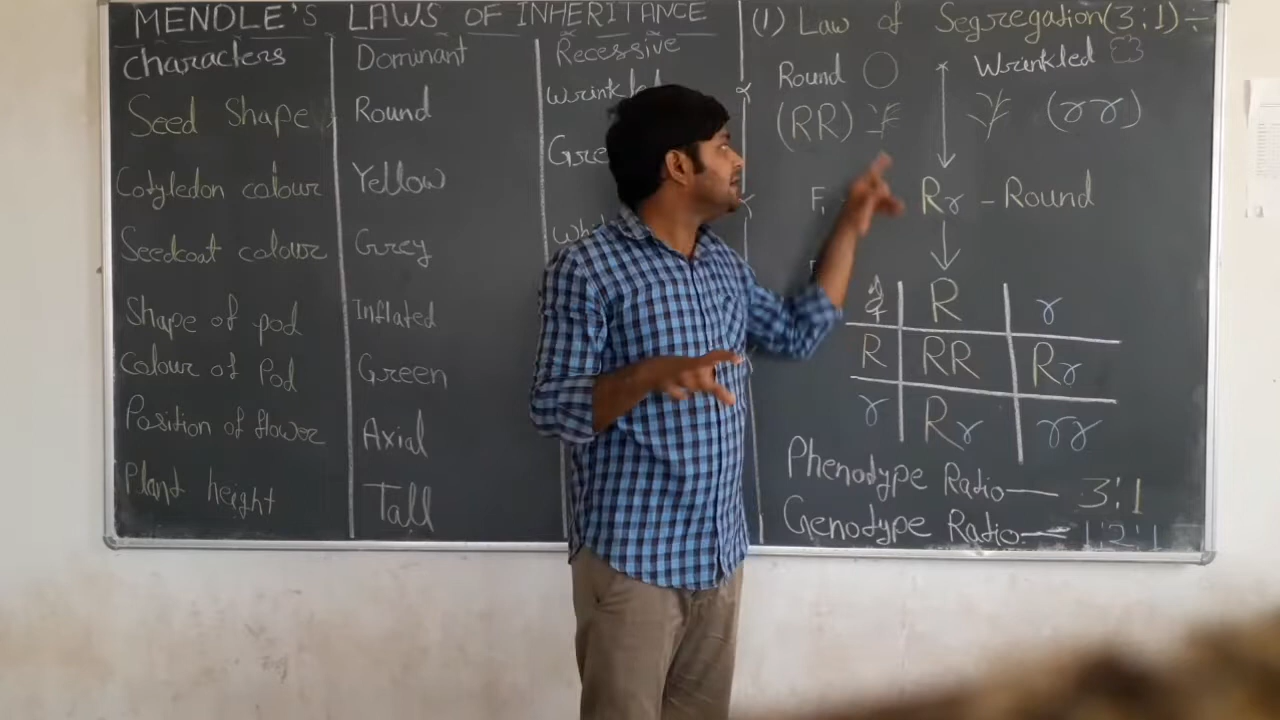 MENDLE'S LAWS OF INHERITANCE
Characters Dominant Recessive
Seed Shape Round
Cotyledon colour Yellow
Seedcoat colour Grey
Shape of pod Inflated
Colour of Pod Green
Position of flower Axial
Plant height Tall
(1) Law of Segregation (3:1) :-
Round Wrinkled
(RR) (rr)
F1 Rr - Round
R r
R RR Rr
r Rr rr
Phenotype Ratio — 3:1
Genotype Ratio — 1:2:1